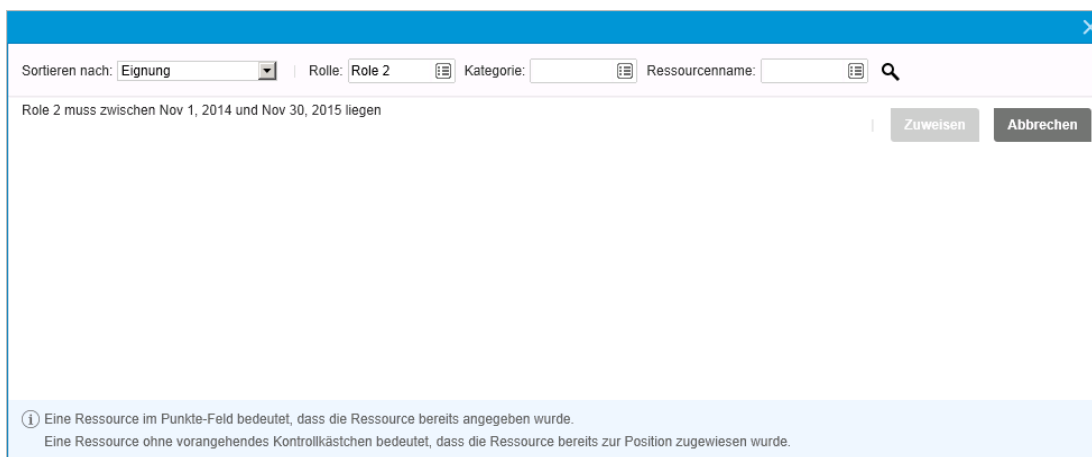 Sortieren nach: Eignung Rolle: Role 2 Kategorie: Ressourcenname:
Role 2 muss zwischen Nov 1, 2014 und Nov 30, 2015 liegen
Zuweisen Abbrechen
Eine Ressource im Punkte-Feld bedeutet, dass die Ressource bereits angegeben wurde.
Eine Ressource ohne vorangehendes Kontrollkästchen bedeutet, dass die Ressource bereits zur Position zugewiesen wurde.